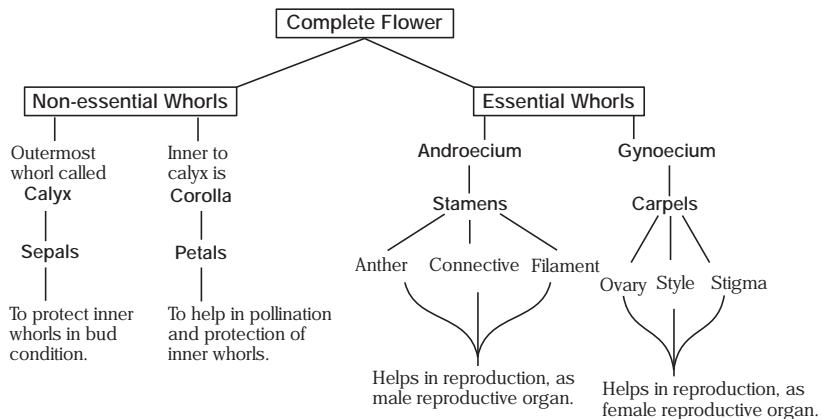 Complete Flower
Non-essential Whorls
Essential Whorls
Outermost
whorl called
Calyx
Sepals
To protect inner
whorls in bud
condition.
Inner to
calyx is
Corolla
Petals
To help in pollination
and protection of
inner whorls.
Androecium
Stamens
Anther
Connective
Filament
Helps in reproduction, as
male reproductive organ.
Gynoecium
Carpels
Ovary
Style
Stigma
Helps in reproduction, as
female reproductive organ.